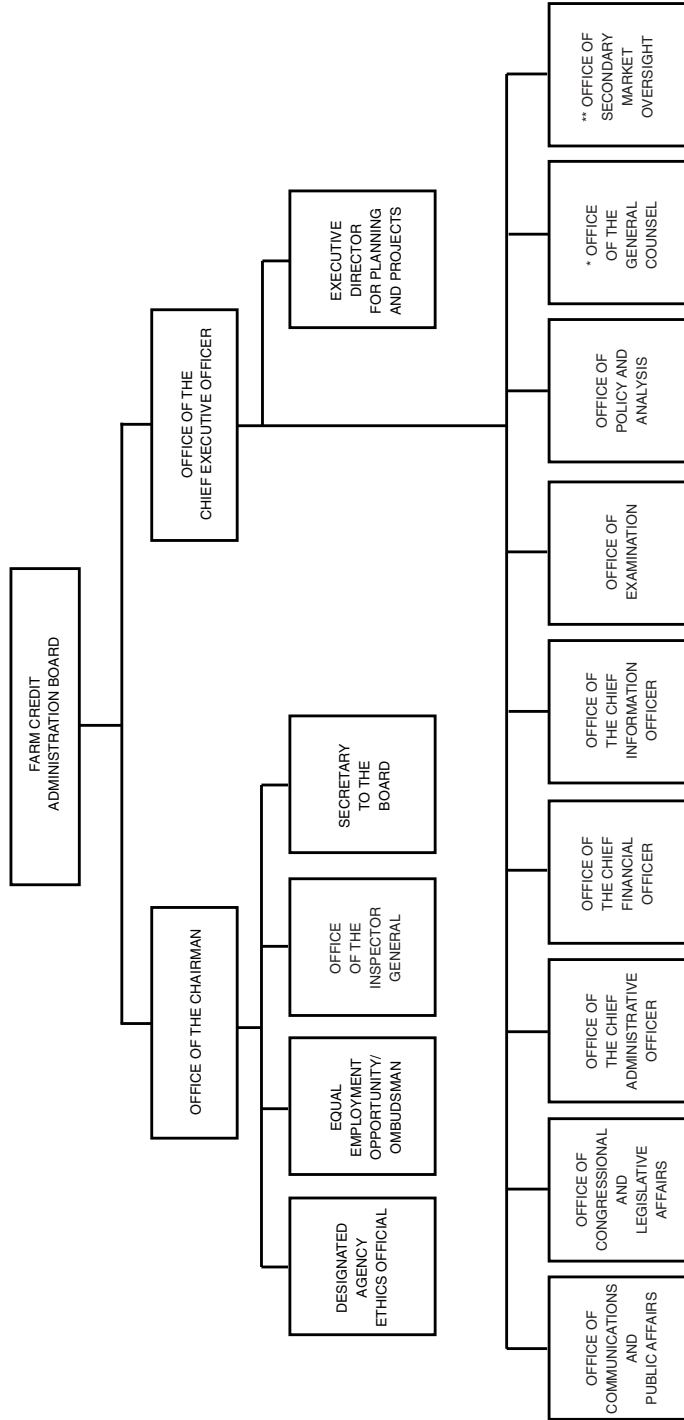 FARM CREDIT
ADMINISTRATION BOARD
OFFICE OF THE CHAIRMAN
OFFICE OF THE
CHIEF EXECUTIVE OFFICER
DESIGNATED
AGENCY
ETHICS OFFICIAL
EQUAL
EMPLOYMENT
OPPORTUNITY/
OMBUDSMAN
OFFICE
OF THE
INSPECTOR
GENERAL
SECRETARY
TO THE
BOARD
EXECUTIVE
DIRECTOR
FOR PLANNING
AND PROJECTS
OFFICE OF
COMMUNICATIONS
AND
PUBLIC AFFAIRS
OFFICE OF
CONGRESSIONAL
AND
LEGISLATIVE
AFFAIRS
OFFICE OF
THE CHIEF
ADMINISTRATIVE
OFFICER
OFFICE OF
THE CHIEF
FINANCIAL
OFFICER
OFFICE OF
THE CHIEF
INFORMATION
OFFICER
OFFICE OF
EXAMINATION
OFFICE OF
POLICY AND
ANALYSIS
* OFFICE
OF THE
GENERAL
COUNSEL
** OFFICE OF
SECONDARY
MARKET
OVERSIGHT